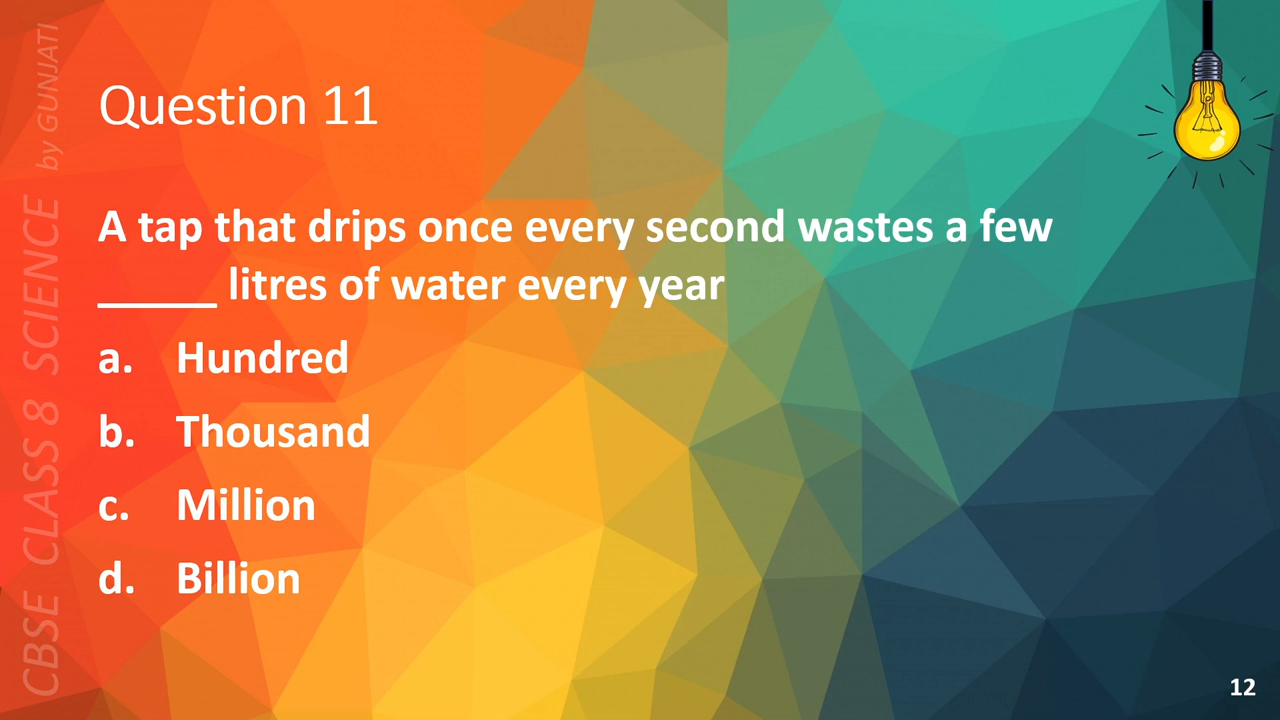 Question 11
A tap that drips once every second wastes a few
_____ litres of water every year
a. Hundred
b. Thousand
c. Million
d. Billion
CBSE CLASS 8 SCIENCE by GUNJATI
12